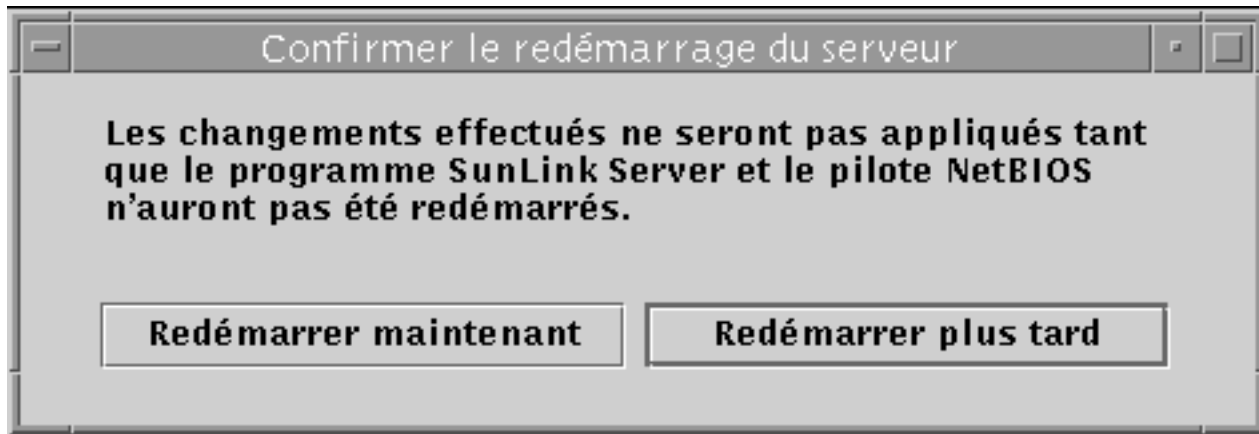 Confirmer le redémarrage du serveur
Les changements effectués ne seront pas appliqués tant
que le programme SunLink Server et le pilote NetBIOS
n'auront pas été redémarrés.
Redémarrer maintenant
Redémarrer plus tard